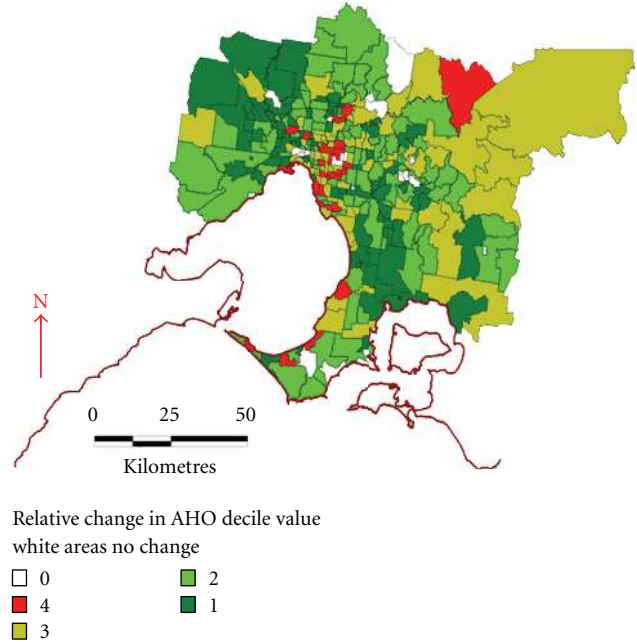 N
0 25 50
Kilometres
Relative change in AHO decile value
white areas no change
0 2
4 1
3